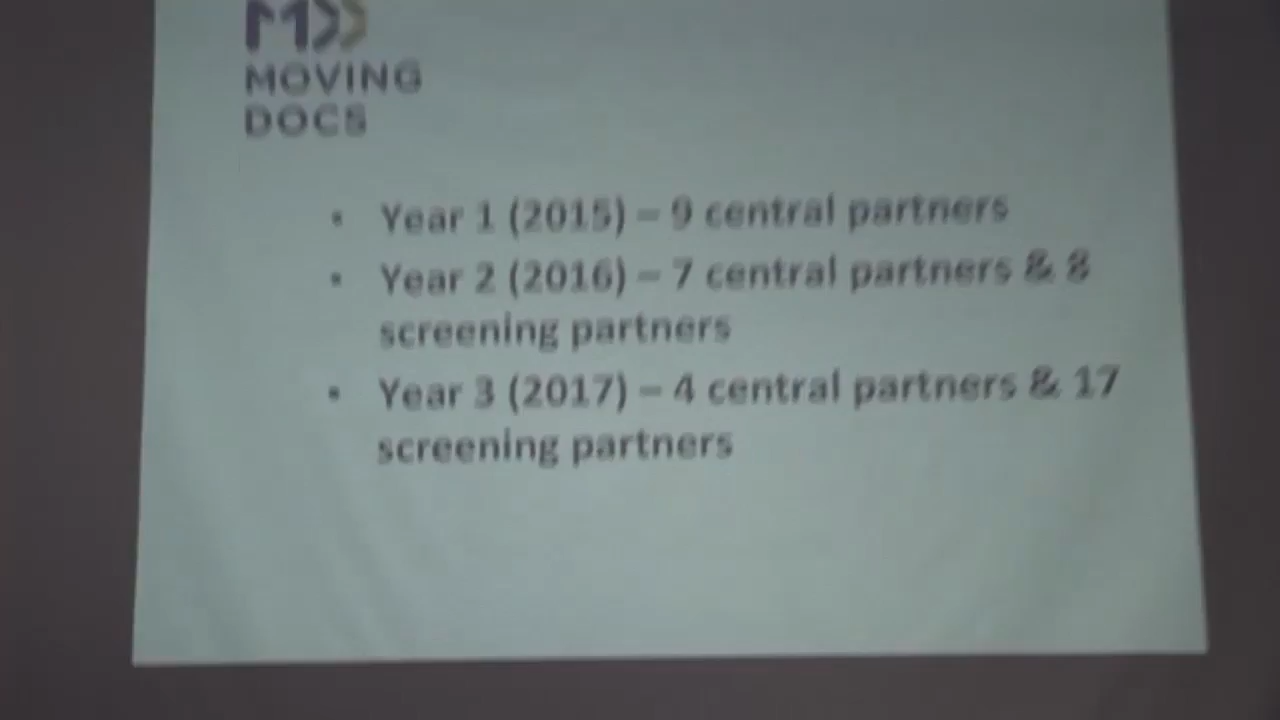 MOVING
DOCS
• Year 1 (2015) – 9 central partners
• Year 2 (2016) – 7 central partners & 8
screening partners
• Year 3 (2017) – 4 central partners & 17
screening partners